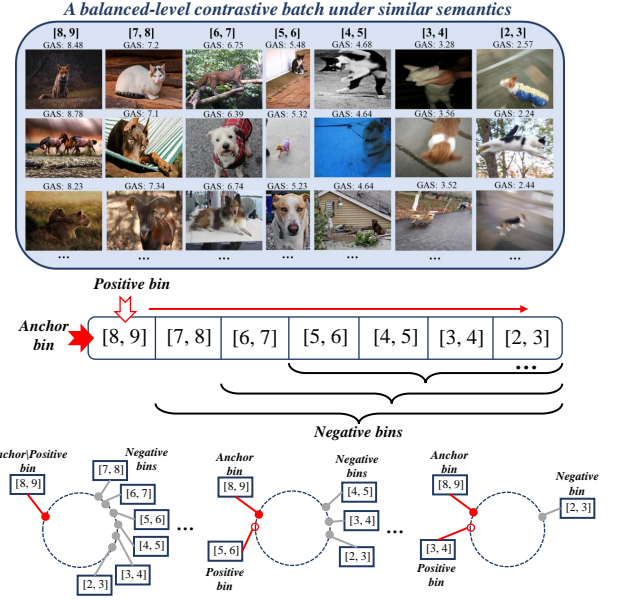 A balanced-level contrastive batch under similar semantics
[8, 9] [7, 8] [6, 7] [5, 6] [4, 5] [3, 4] [2, 3]
GAS: 8.48 GAS: 7.2 GAS: 6.75 GAS: 5.48 GAS: 4.68 GAS: 3.28 GAS: 2.57
GAS: 8.78 GAS: 7.1 GAS: 6.39 GAS: 5.32 GAS: 4.64 GAS: 3.56 GAS: 2.24
GAS: 8.23 GAS: 7.34 GAS: 6.74 GAS: 5.23 GAS: 4.64 GAS: 3.52 GAS: 2.44
... ... ... ... ... ... ...
Positive bin
Anchor
bin
[8, 9] [7, 8] [6, 7] [5, 6] [4, 5] [3, 4] [2, 3]
...
Negative bins
nchor\Positive
bin
[8, 9]
Negative
bins
[7, 8]
[6, 7]
[5, 6]
[4, 5]
[3, 4]
[2, 3]
...
Anchor
bin
[8, 9]
Negative
bins
[4, 5]
[3, 4]
[2, 3]
[5, 6]
Positive
bin
...
Anchor
bin
[8, 9]
Negative
bin
[2, 3]
[3, 4]
Positive
bin